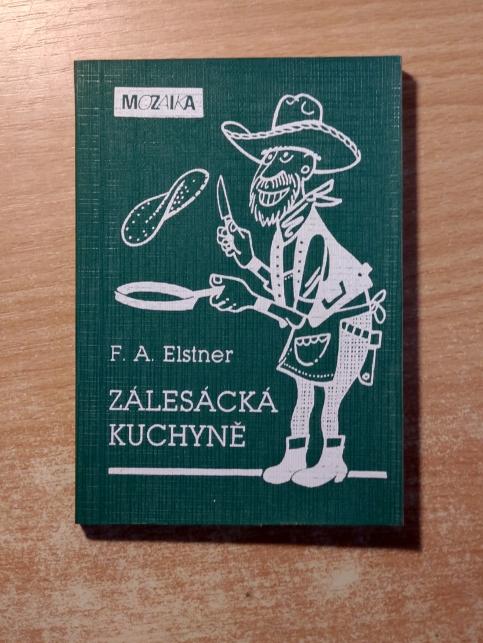 MOZAIKA
F. A. Elstner
ZÁLESÁCKÁ
KUCHYNĚ